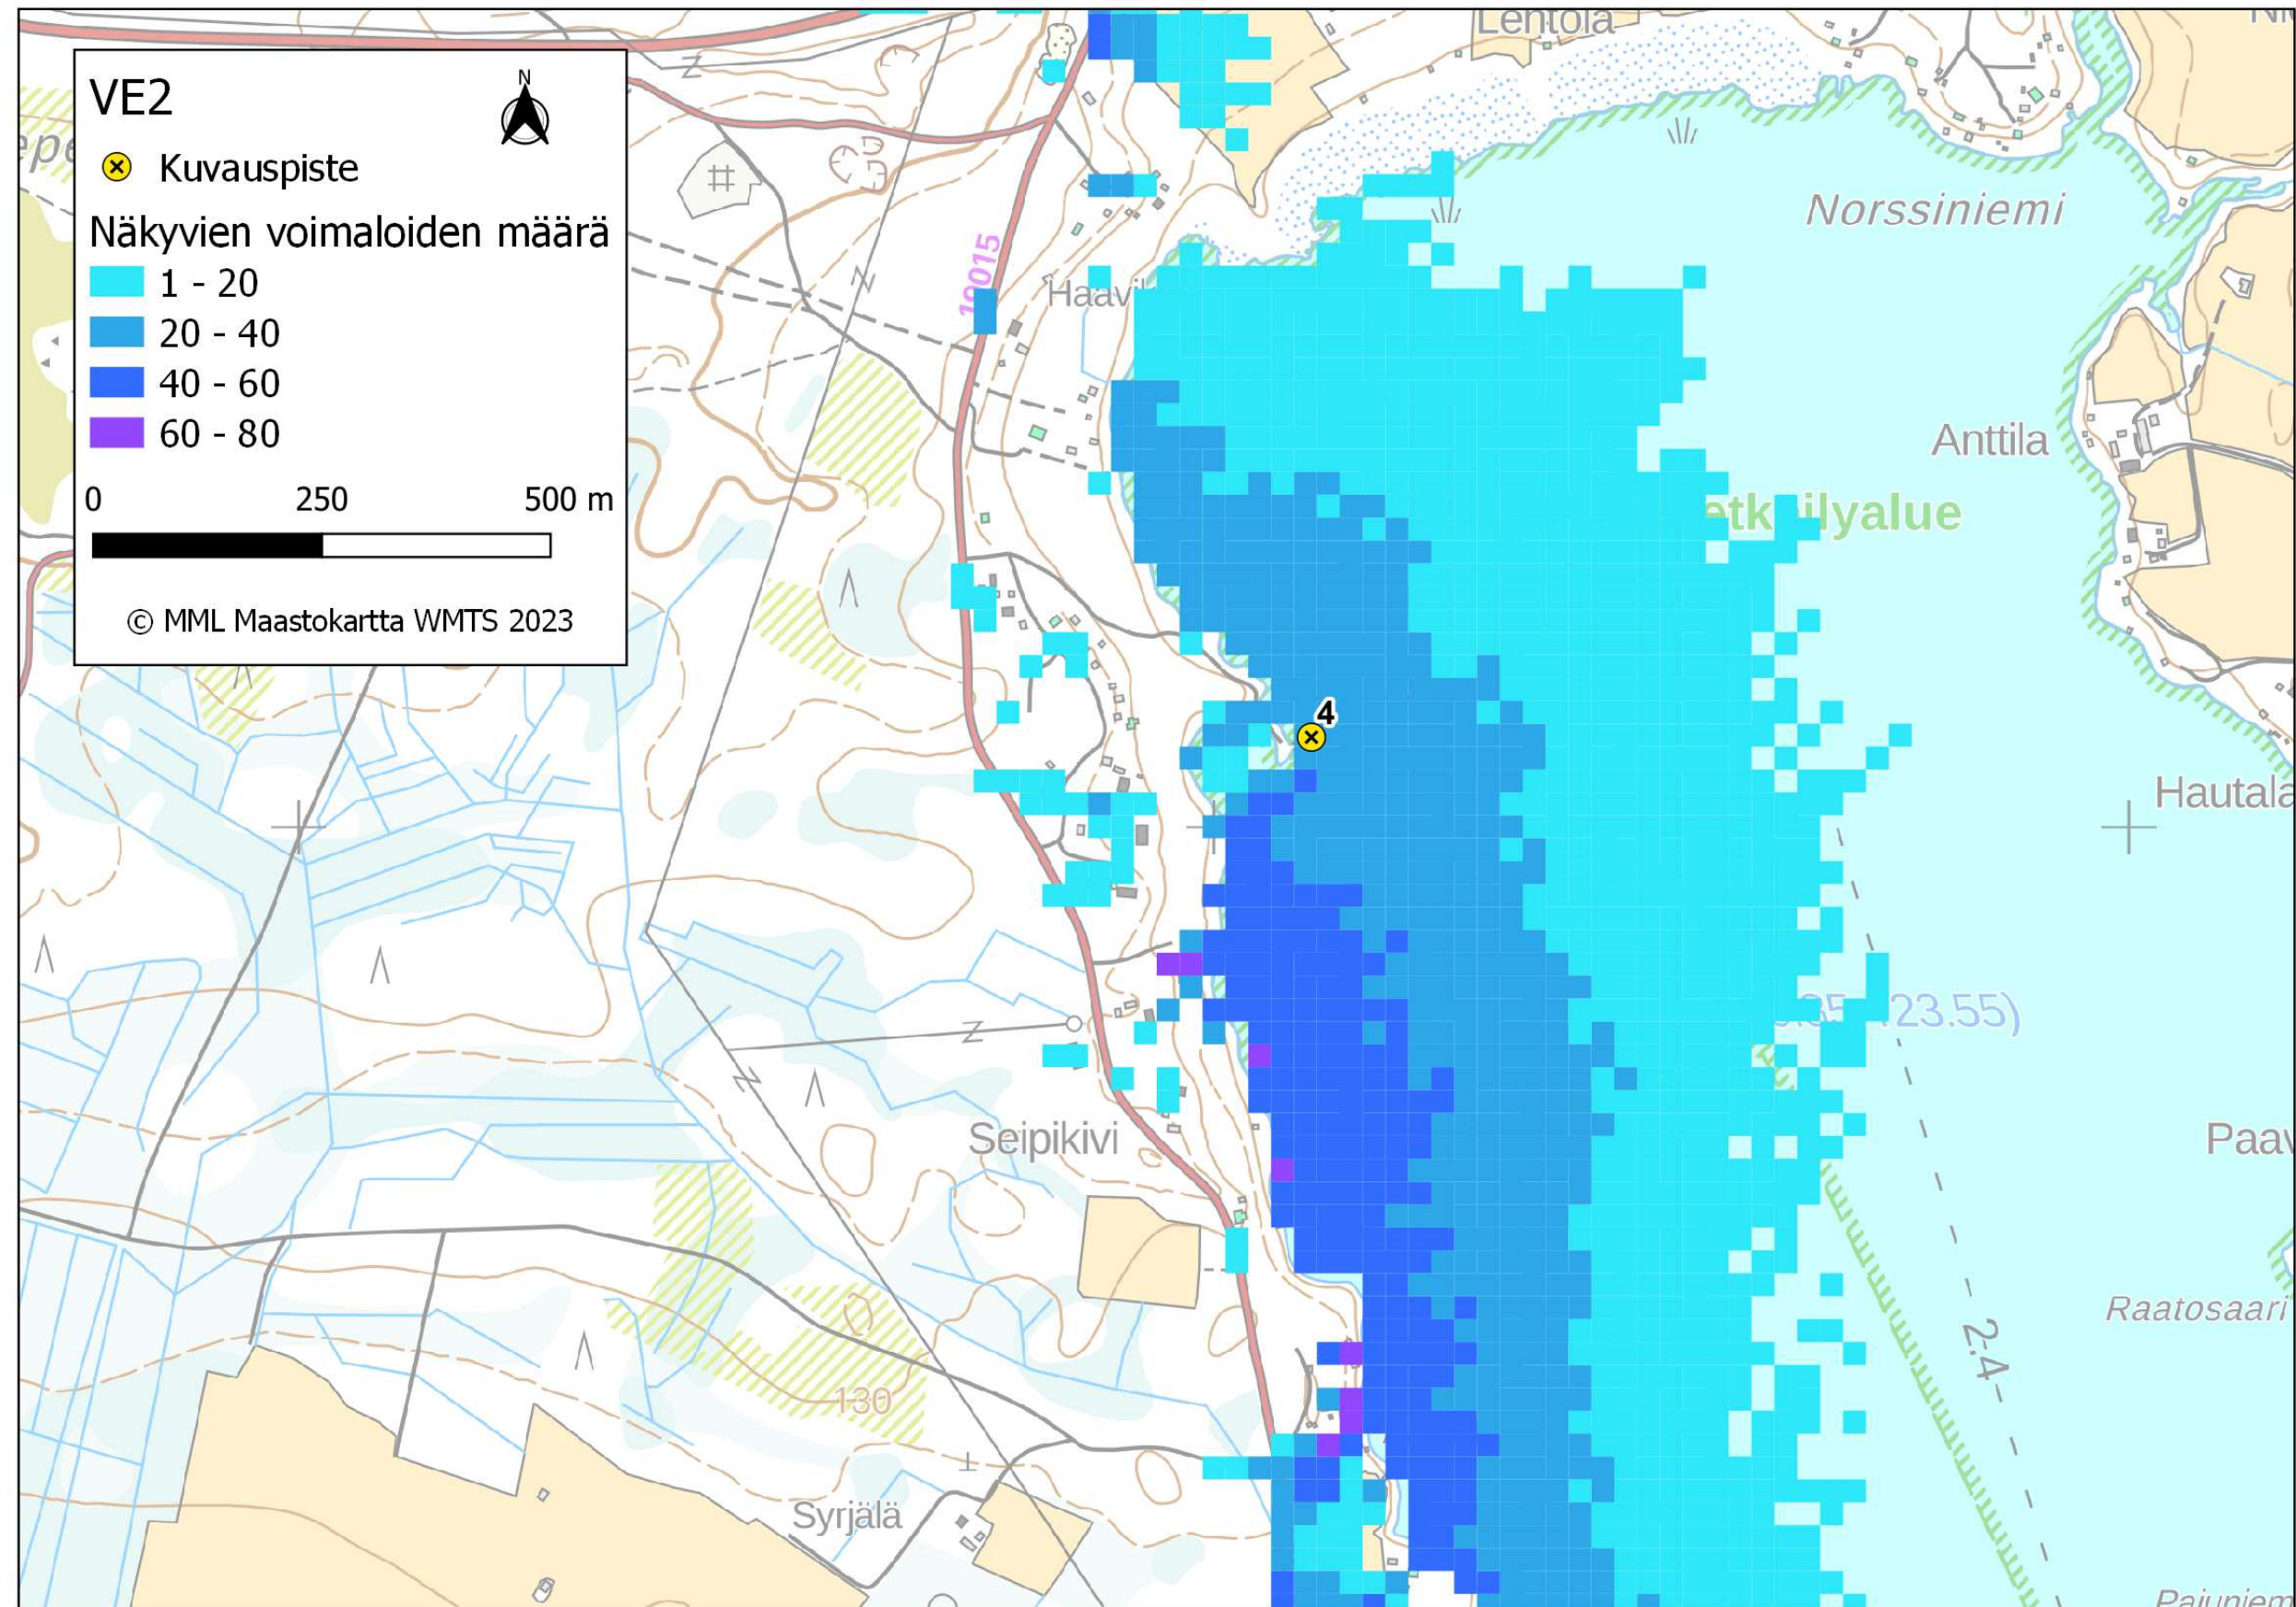 VE2
N
Kuvauspiste
Näkyvien voimaloiden määrä
1 - 20
20 - 40
40 - 60
60 - 80
0 250 500 m
© MML Maastokartta WMTS 2023
Lentola
Norssiniemi
10015
Anttila
4
Hautala
23.55)
Seipikivi
Raatosaari
2.4
130
Syrjälä